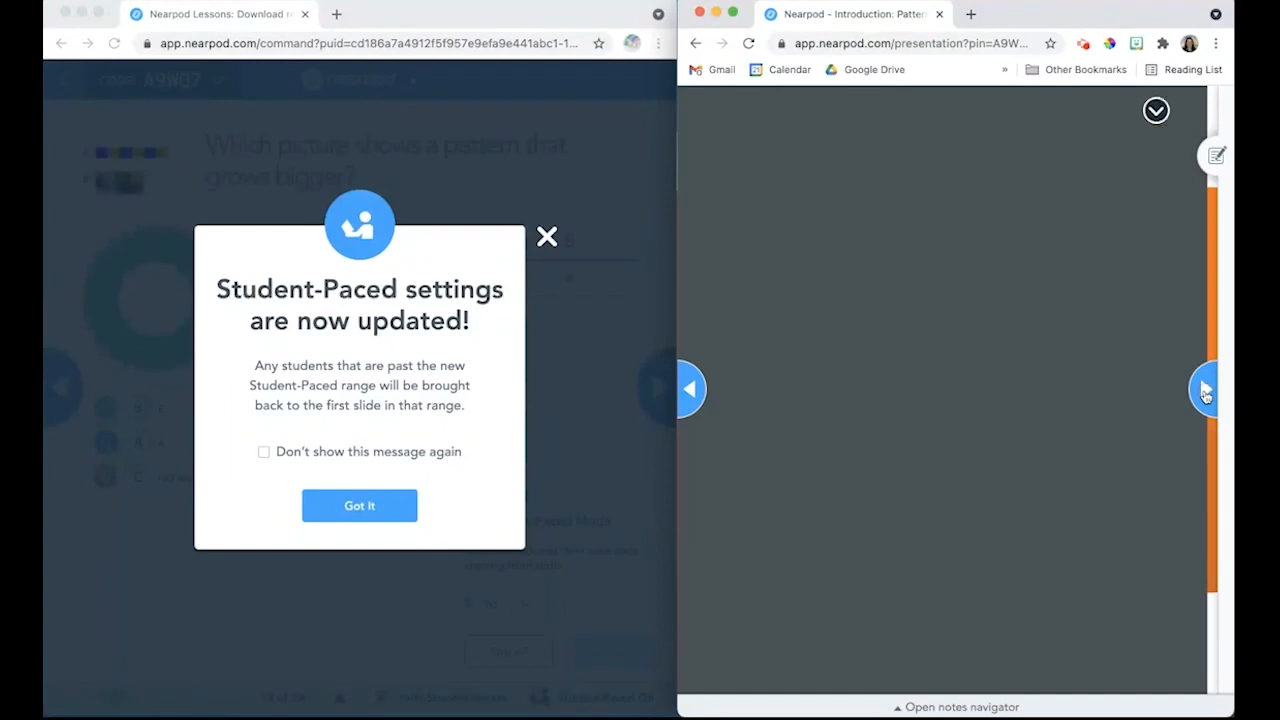 Nearpod Lessons: Download re
app.nearpod.com/command?puid=cd186a7a4912f5f957e9efa9e441abc1-1...
A9WQ7
Which picture shows a pattern that
grows bigger?
Student-Paced settings
are now updated!
Any students that are past the new
Student-Paced range will be brought
back to the first slide in that range.
Don't show this message again
Got It
Nearpod - Introduction: Patter
app.nearpod.com/presentation?pin=A9W...
Gmail
Calendar
Google Drive
»
Other Bookmarks
Reading List
Open notes navigator